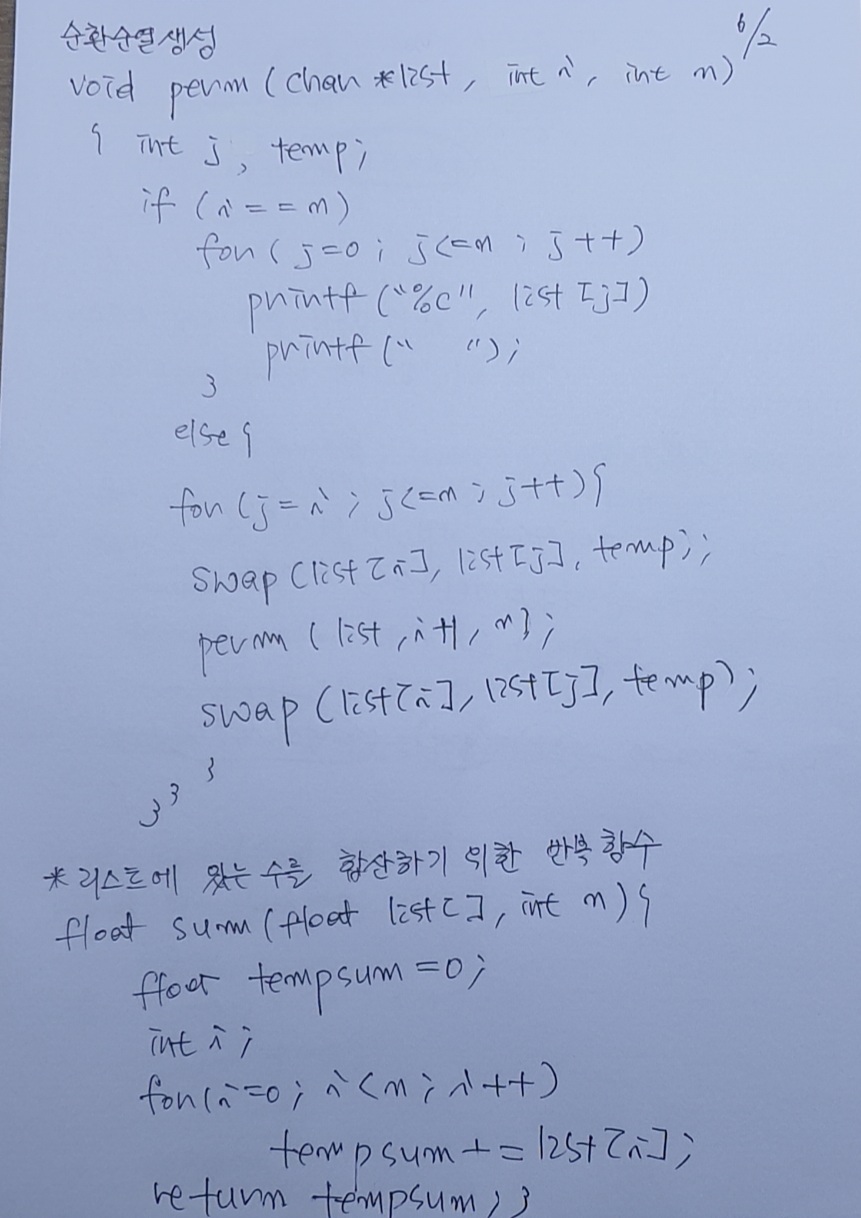 순환순열생성
6/2
void perm (char *list, int i, int n)
{ int j, temp;
if (i == n)
for (j=0; j<=n; j++)
printf("%c", list[j])
printf("  ");
}
else {
for (j=i; j<=n; j++){
swap (list[i], list[j], temp);
perm (list, i+1, n);
swap (list[i], list[j], temp);
}
}}
* 리스트에 있는 수를 합산하기 위한 반복 함수
float sum (float list[], int n){
float tempsum=0;
int i;
for(i=0; i<n; i++)
tempsum += list[i];
return tempsum; }